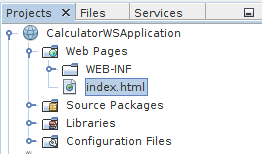 Projects Files Services
CalculatorWSApplication
Web Pages
WEB-INF
index.html
Source Packages
Libraries
Configuration Files